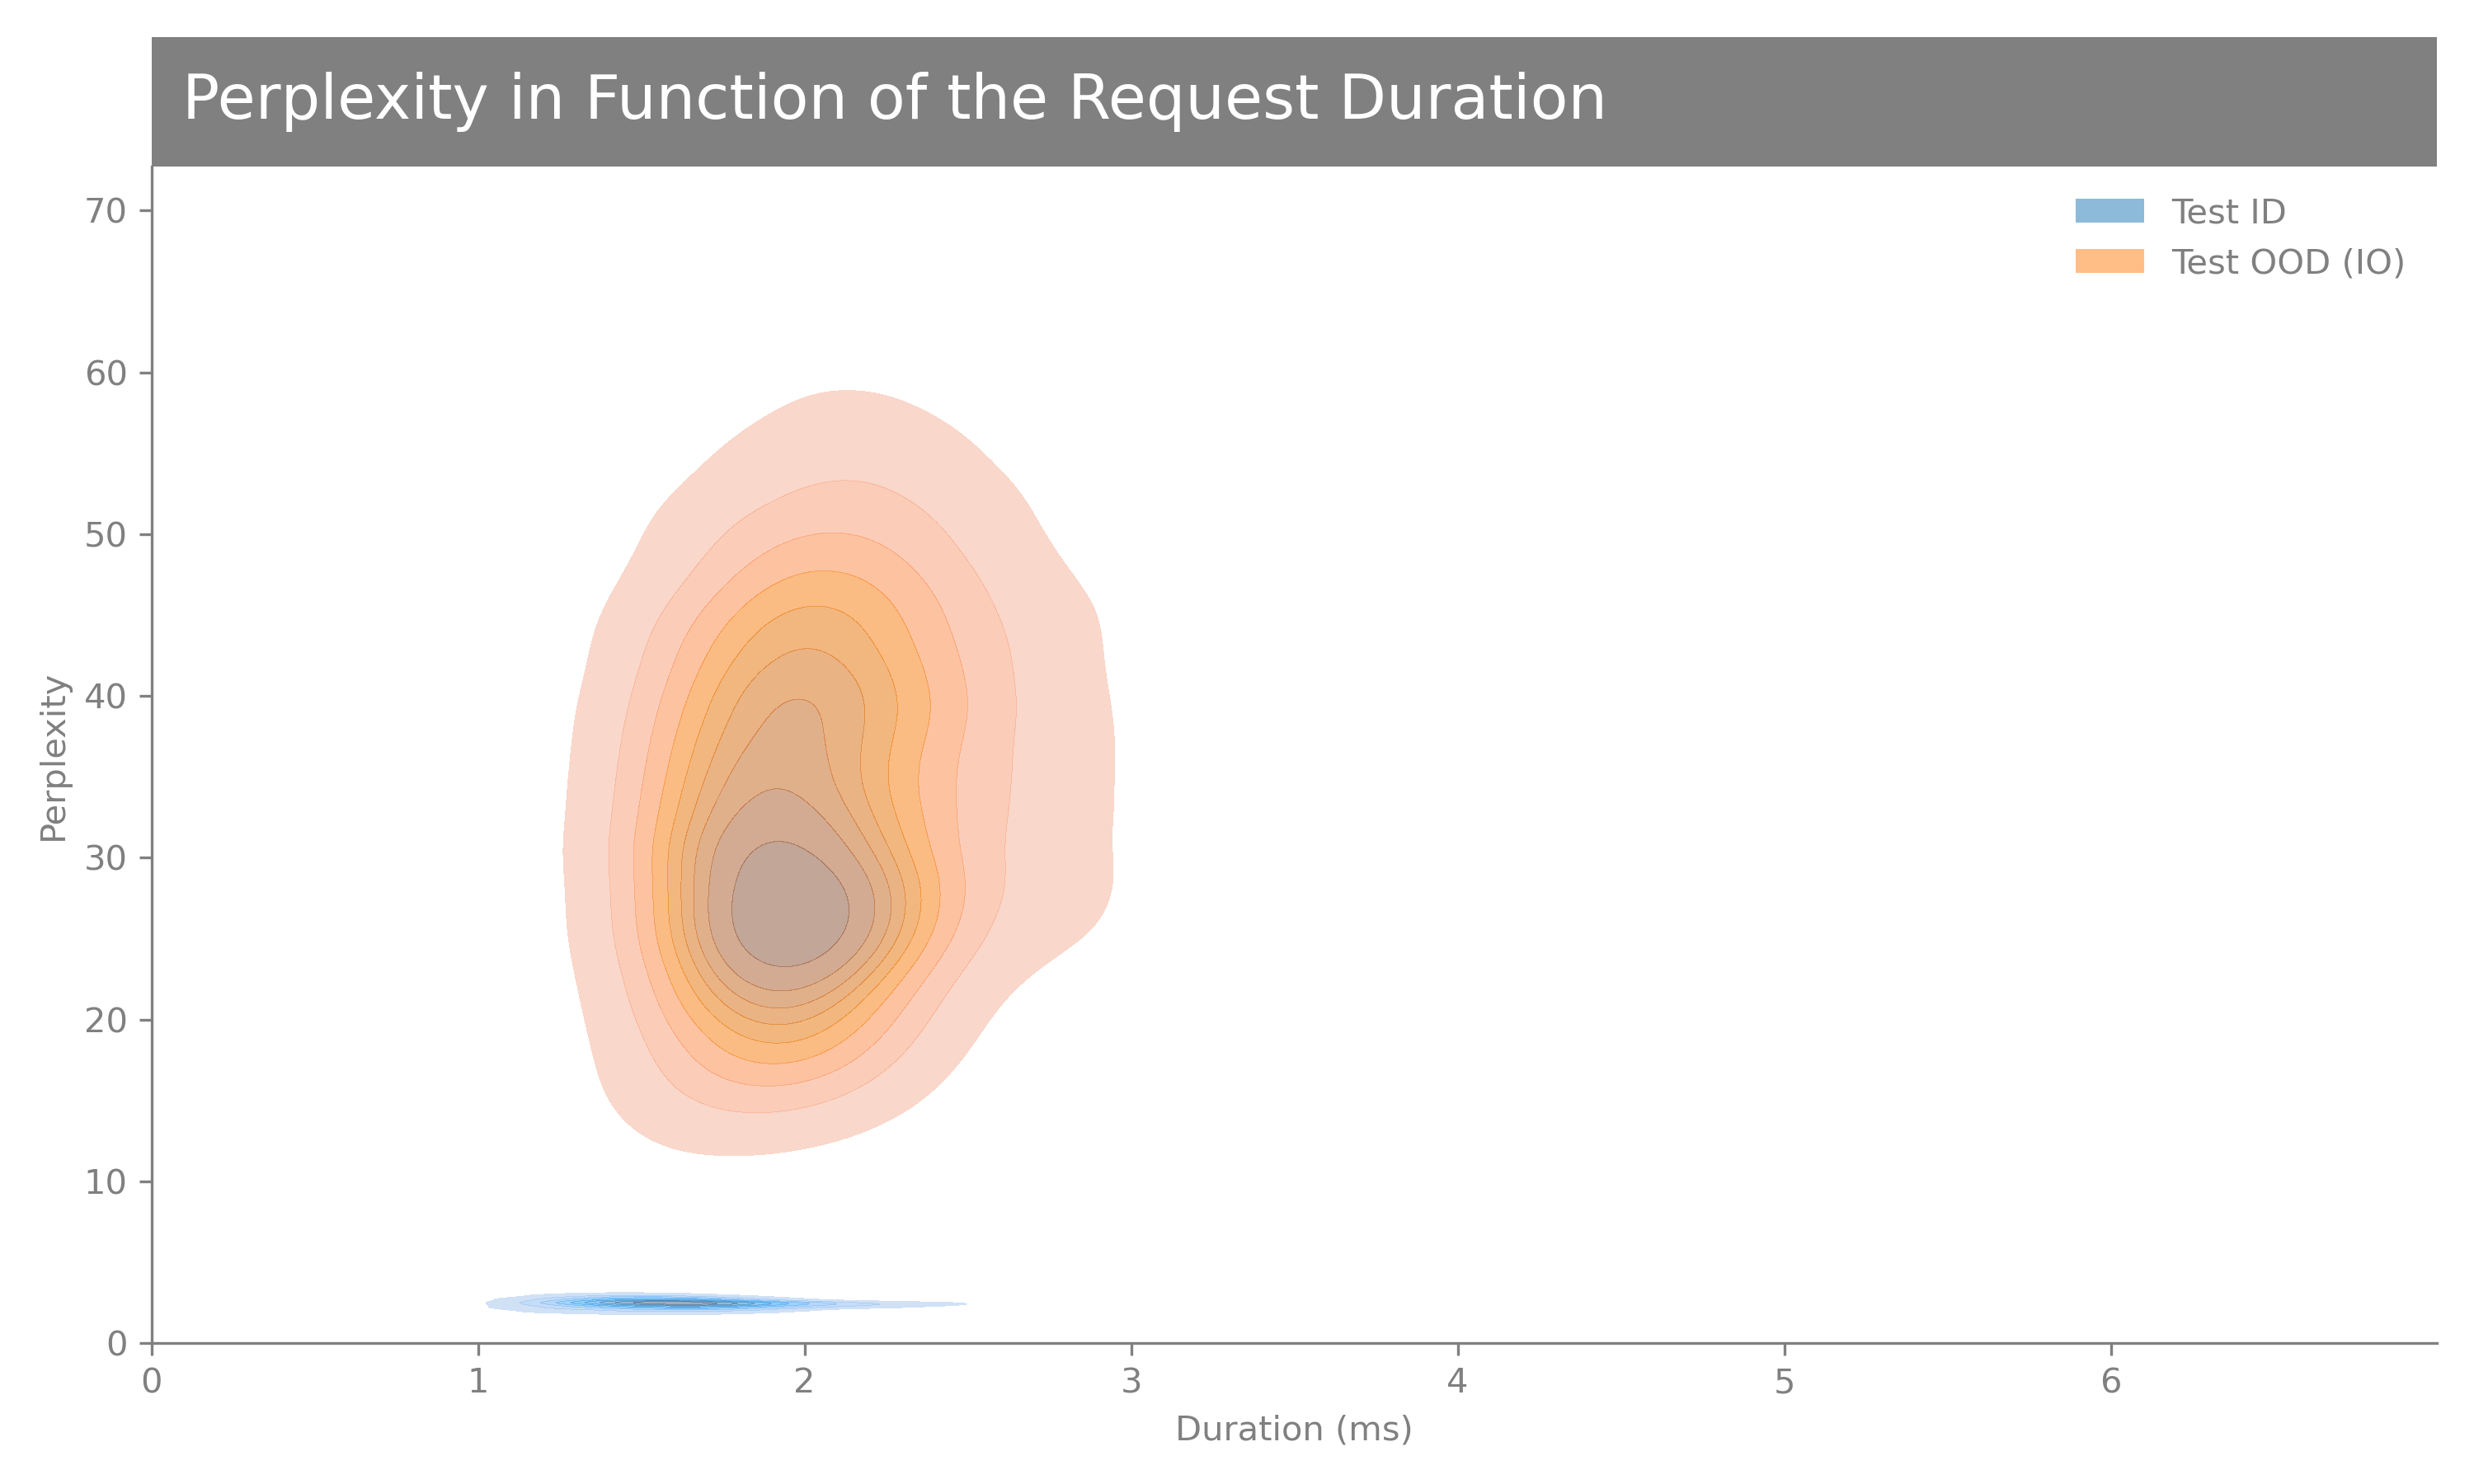 Perplexity in Function of the Request Duration
Test ID
Test OOD (IO)
70
60
50
40
30
20
10
0
Perplexity
0 1 2 3 4 5 6
Duration (ms)